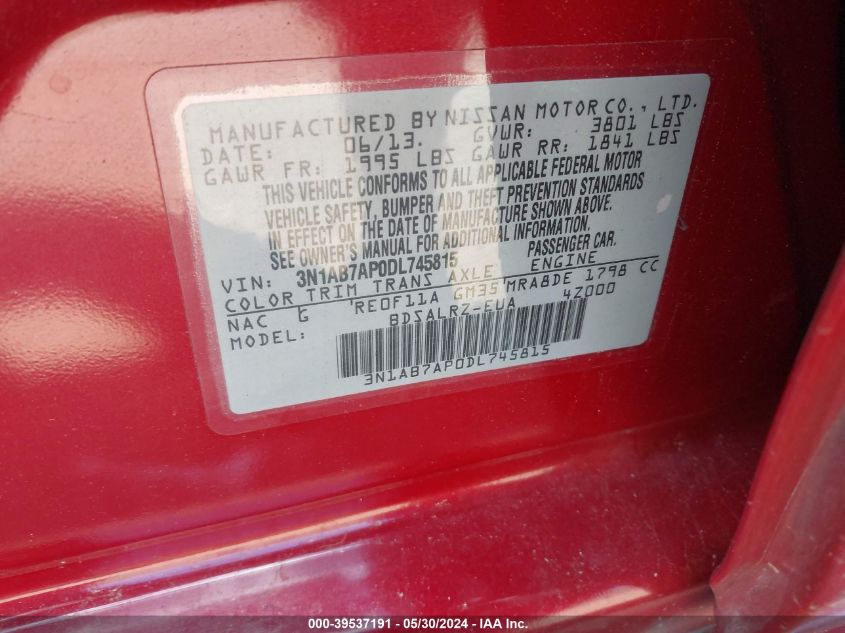 MANUFACTURED BY NISSAN MOTOR CO., LTD.
DATE: 06/13. GVWR: 3801 LBS
GAWR FR: 1995 LBS GAWR RR: 1841 LBS
THIS VEHICLE CONFORMS TO ALL APPLICABLE FEDERAL MOTOR
VEHICLE SAFETY, BUMPER AND THEFT PREVENTION STANDARDS
IN EFFECT ON THE DATE OF MANUFACTURE SHOWN ABOVE.
SEE OWNER'S MANUAL FOR ADDITIONAL INFORMATION.
VIN: 3N1AB7AP0DL745815 PASSENGER CAR.
COLOR TRIM TRANS AXLE ENGINE
NAC G RE0F11A GM35 MRA8DE 1798 CC
MODEL: BDSALRZ-EUA 4Z000
3N1AB7AP0DL745815
000-39537191 - 05/30/2024 - IAA Inc.